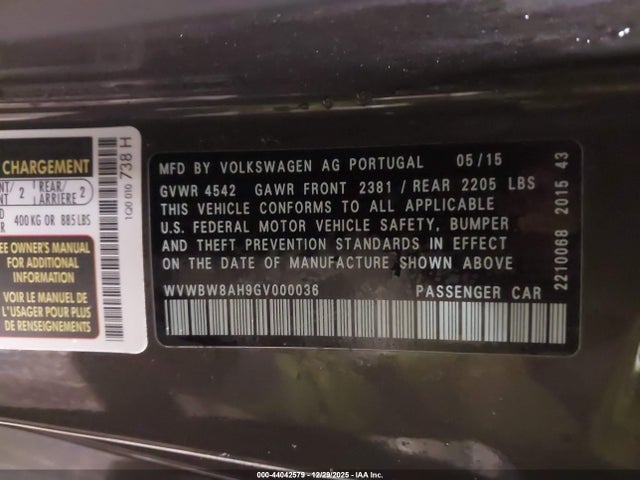 CHARGEMENT
2 REAR/ ARRIERE 2
400 KG OR 885 LBS
OWNER'S MANUAL
FOR ADDITIONAL
INFORMATION
VOIR LE MANUEL DE
L'USAGER POUR PLUS
DE RENSEIGNEMENTS
1Q0 010 738 H
MFD BY VOLKSWAGEN AG PORTUGAL 05/15
GVWR 4542 GAWR FRONT 2381 / REAR 2205 LBS
THIS VEHICLE CONFORMS TO ALL APPLICABLE
U.S. FEDERAL MOTOR VEHICLE SAFETY, BUMPER
AND THEFT PREVENTION STANDARDS IN EFFECT
ON THE DATE OF MANUFACTURE SHOWN ABOVE
WVWBW8AH9GV000036 PASSENGER CAR
2210068 2015 43
000-44042579 - 12/29/2025 - IAAI, Inc.